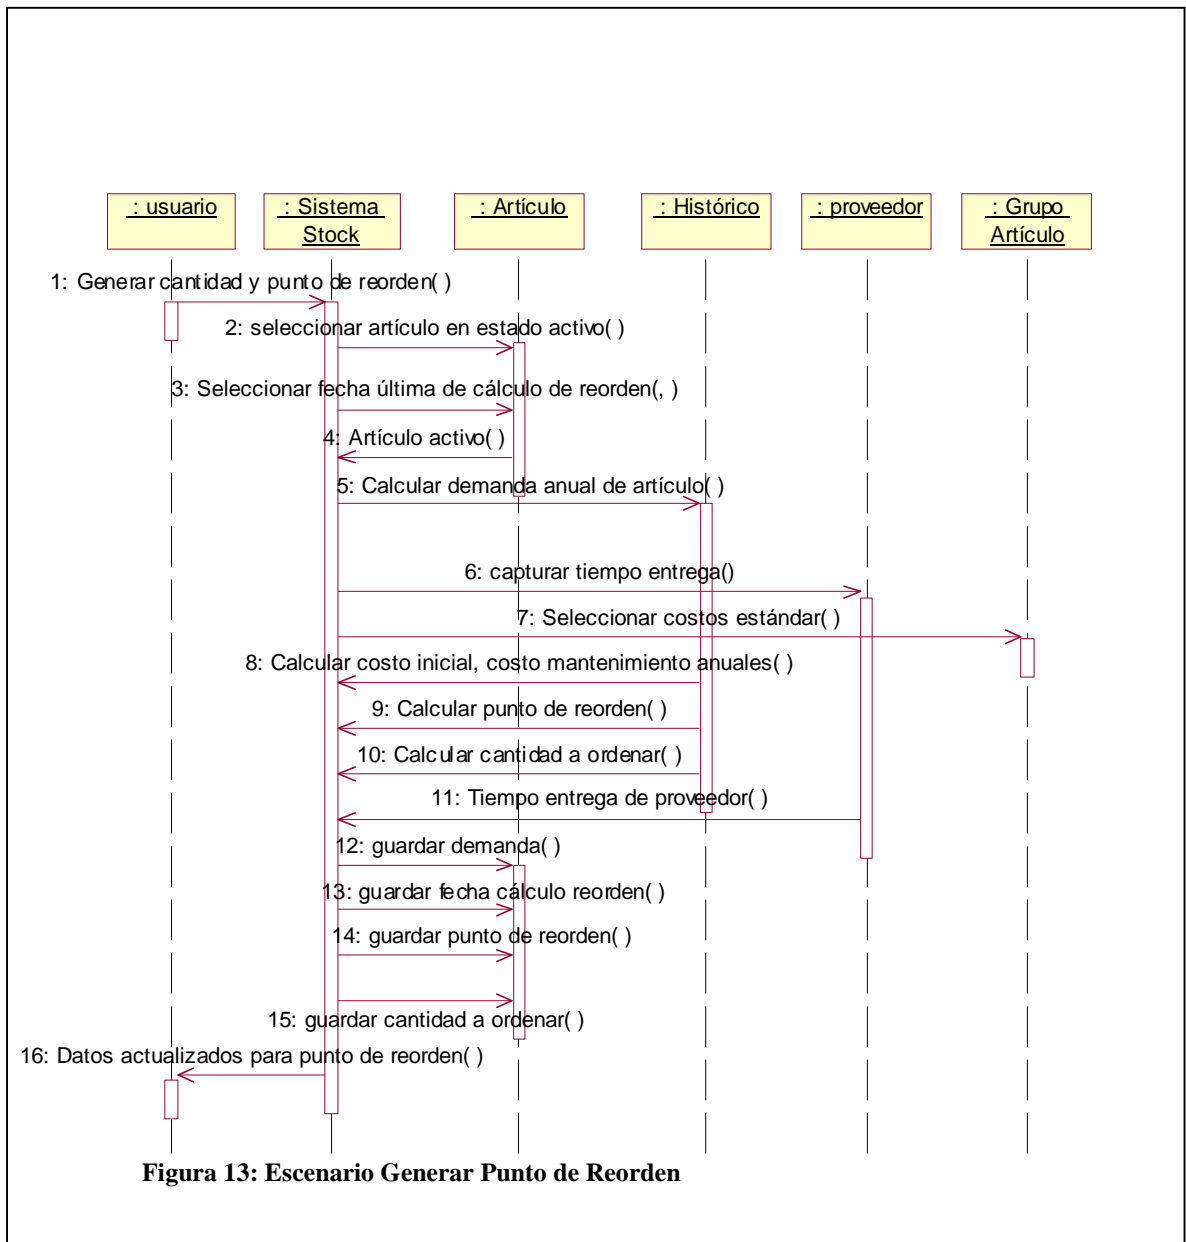 : usuario
: Sistema
Stock
: Artículo
: Histórico
: proveedor
: Grupo
Artículo
1: Generar cantidad y punto de reorden( )
2: seleccionar artículo en estado activo( )
3: Seleccionar fecha última de cálculo de reorden(, )
4: Artículo activo( )
5: Calcular demanda anual de artículo( )
6: capturar tiempo entrega()
7: Seleccionar costos estándar( )
8: Calcular costo inicial, costo mantenimiento anuales( )
9: Calcular punto de reorden( )
10: Calcular cantidad a ordenar( )
11: Tiempo entrega de proveedor( )
12: guardar demanda( )
13: guardar fecha cálculo reorden( )
14: guardar punto de reorden( )
15: guardar cantidad a ordenar( )
16: Datos actualizados para punto de reorden( )
Figura 13: Escenario Generar Punto de Reorden